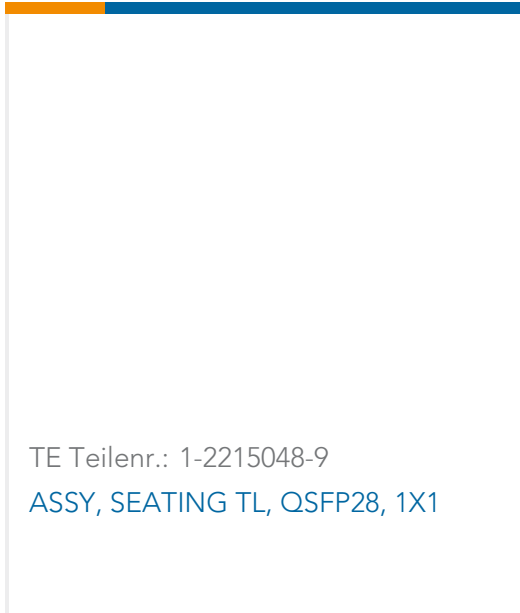 TE Teilenr.: 1-2215048-9
ASSY, SEATING TL, QSFP28, 1X1